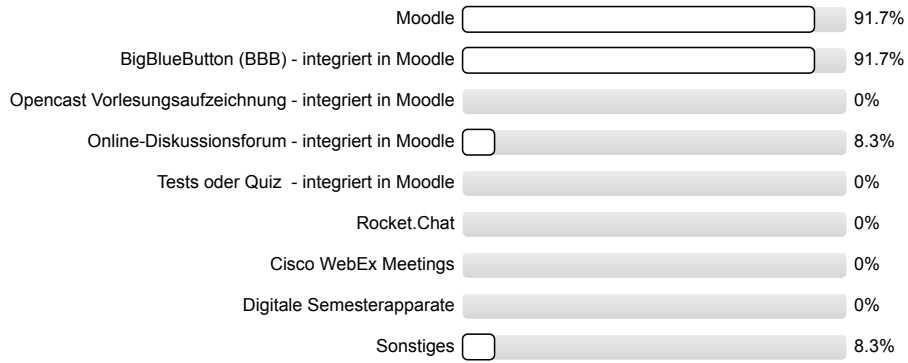 Moodle 91.7%
BigBlueButton (BBB) - integriert in Moodle 91.7%
Opencast Vorlesungsaufzeichnung - integriert in Moodle 0%
Online-Diskussionsforum - integriert in Moodle 8.3%
Tests oder Quiz  - integriert in Moodle 0%
Rocket.Chat 0%
Cisco WebEx Meetings 0%
Digitale Semesterapparate 0%
Sonstiges 8.3%